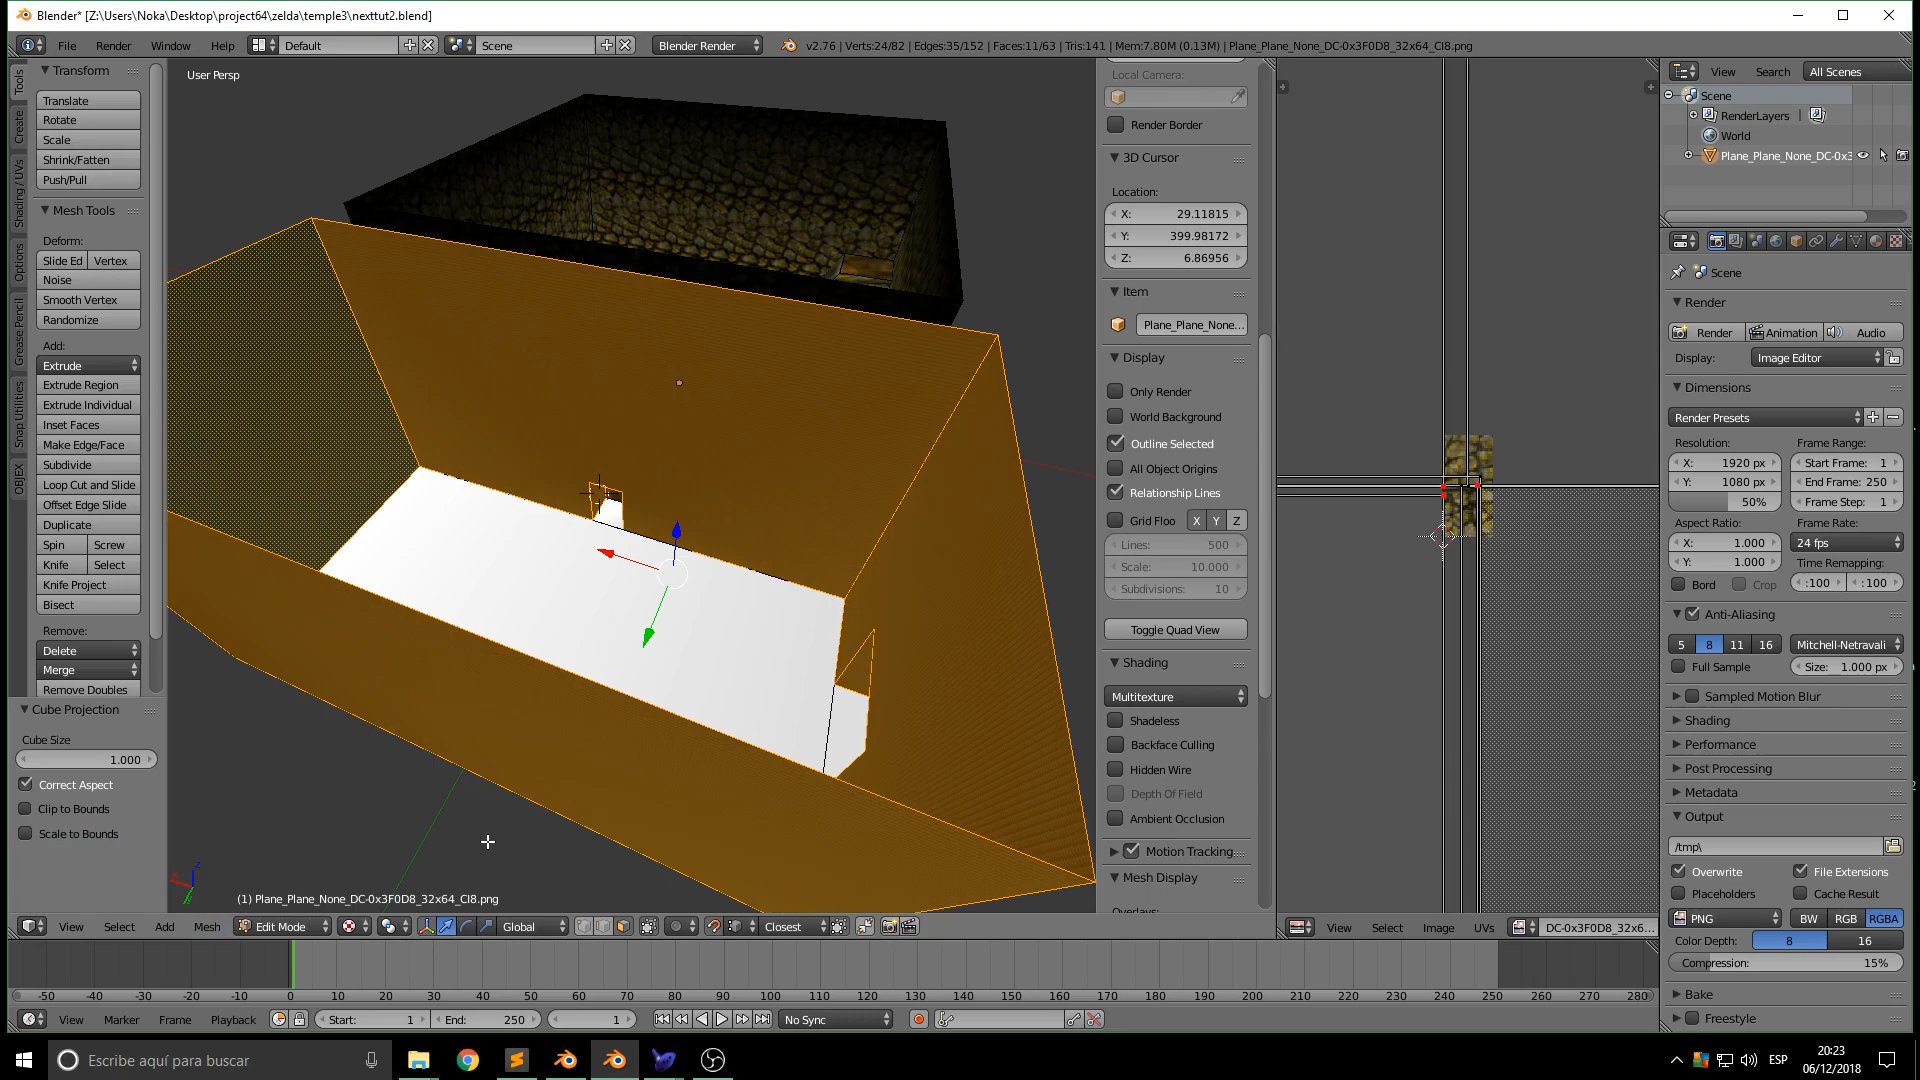 Blender* [Z:\Users\Noka\Desktop\project64\zelda\temple3\nexttut2.blend]
File Render Window Help Default Scene Blender Render v2.76 | Verts:24/82 | Edges:35/152 | Faces:11/63 | Tris:141 | Mem:7.80M (0.13M) | Plane_Plane_None_DC-0x3F0D8_32x64_CI8.png
Tools
Create
Shading / UVs
Options
Grease Pencil
Snap Utilities
OBJEX
Transform
Translate
Rotate
Scale
Shrink/Fatten
Push/Pull
Mesh Tools
Deform:
Slide Ed Vertex
Noise
Smooth Vertex
Randomize
Add:
Extrude
Extrude Region
Extrude Individual
Inset Faces
Make Edge/Face
Subdivide
Loop Cut and Slide
Offset Edge Slide
Duplicate
Spin Screw
Knife Select
Knife Project
Bisect
Remove:
Delete
Merge
Remove Doubles
Cube Projection
Cube Size
1.000
Correct Aspect
Clip to Bounds
Scale to Bounds
User Persp
(1) Plane_Plane_None_DC-0x3F0D8_32x64_CI8.png
View Select Add Mesh Edit Mode Global Closest
Local Camera:
Render Border
3D Cursor
Location:
X: 29.11815
Y: 399.98172
Z: 6.86956
Item
Plane_Plane_None...
Display
Only Render
World Background
Outline Selected
All Object Origins
Relationship Lines
Grid Floo X Y Z
Lines: 500
Scale: 10.000
Subdivisions: 10
Toggle Quad View
Shading
Multitexture
Shadeless
Backface Culling
Hidden Wire
Depth Of Field
Ambient Occlusion
Motion Tracking
Mesh Display
Overlays:
View Select Image UVs DC-0x3F0D8_32x6...
View Search All Scenes
Scene
RenderLayers |
World
Plane_Plane_None_DC-0x3
Scene
Render
Render Animation Audio
Display: Image Editor
Dimensions
Render Presets
Resolution: Frame Range:
X: 1920 px Start Frame: 1
Y: 1080 px End Frame: 250
50% Frame Step: 1
Aspect Ratio: Frame Rate:
X: 1.000 24 fps
Y: 1.000 Time Remapping:
Bord Crop :100 :100
Anti-Aliasing
5 8 11 16 Mitchell-Netravali
Full Sample Size: 1.000 px
Sampled Motion Blur
Shading
Performance
Post Processing
Metadata
Output
/tmp\
Overwrite File Extensions
Placeholders Cache Result
PNG BW RGB RGBA
Color Depth: 8 16
Compression: 15%
Bake
Freestyle
-50 -40 -30 -20 -10 0 10 20 30 40 50 60 70 80 90 100 110 120 130 140 150 160 170 180 190 200 210 220 230 240 250 260 270 280
View Marker Frame Playback Start: 1 End: 250 1 No Sync
Escribe aquí para buscar
ESP
20:23
06/12/2018